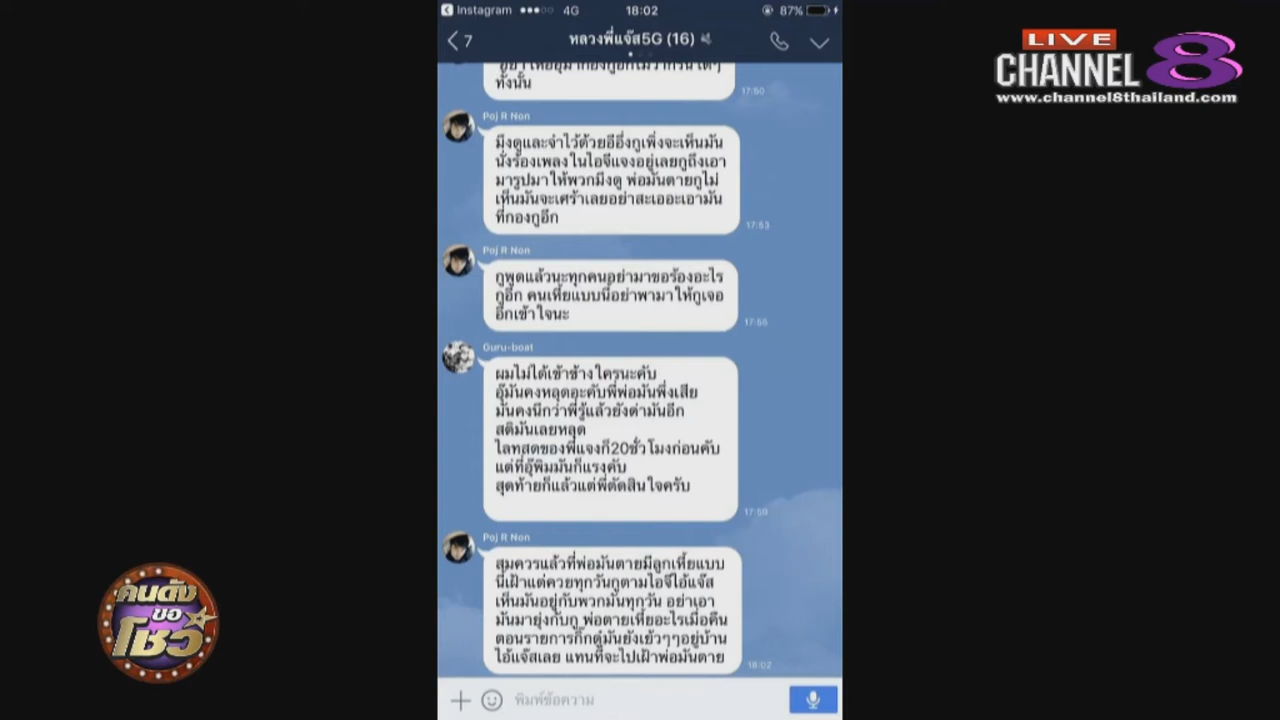 Instagram 4G 18:02 87%
7 หลวงพี่แจ๊ส5G (16)
ทั้งนั้น
17:50
Poj R Non
มึงดูและจำไว้ด้วยอีอึ่งกูเพิ่งจะเห็นมัน
นั่งร้องเพลงในไอจีแจงอยู่เลยกูถึงเอา
มารูปมาให้พวกมึงดู พ่อมันตายกูไม่
เห็นมันจะเศร้าเลยอย่าสะเออะเอามัน
ที่กองกูอีก
17:53
Poj R Non
กูพูดแล้วนะทุกคนอย่ามาขอร้องอะไร
กูอีก คนเหี้ยแบบนี้อย่าพามาให้กูเจอ
อีกเข้าใจนะ
17:55
Guru-boat
ผมไม่ได้เข้าข้างใครนะคับ
อุ๊มันคงหลุดอะคับพี่พ่อมันพึ่งเสีย
มันคงนึกว่าพี่รู้แล้วยังด่ามันอีก
สติมันเลยหลุด
ไลทสดของพี่แจงก็20ชั่วโมงก่อนคับ
แต่ที่อุ๊พิมมันก็แรงคับ
สุดท้ายก็แล้วแต่พี่ตัดสินใจครับ
17:59
Poj R Non
สมควรแล้วที่พ่อมันตายมีลูกเหี้ยแบบ
นี้เฝ้าแต่ควยทุกวันกูตามไอจีไอ้แจ๊ส
เห็นมันอยู่กับพวกมันทุกวัน อย่าเอา
มันมายุ่งกับกู พ่อตายเหี้ยอะไรเมื่อคืน
ตอนรายการกิ๊กดู๋มันยังเย้วๆๆอยู่บ้าน
ไอ้แจ๊สเลย แทนที่จะไปเฝ้าพ่อมันตาย
18:02
พิมพ์ข้อความ
LIVE
CHANNEL 8
www.channel8thailand.com
คนดัง
ขอ
โชว์